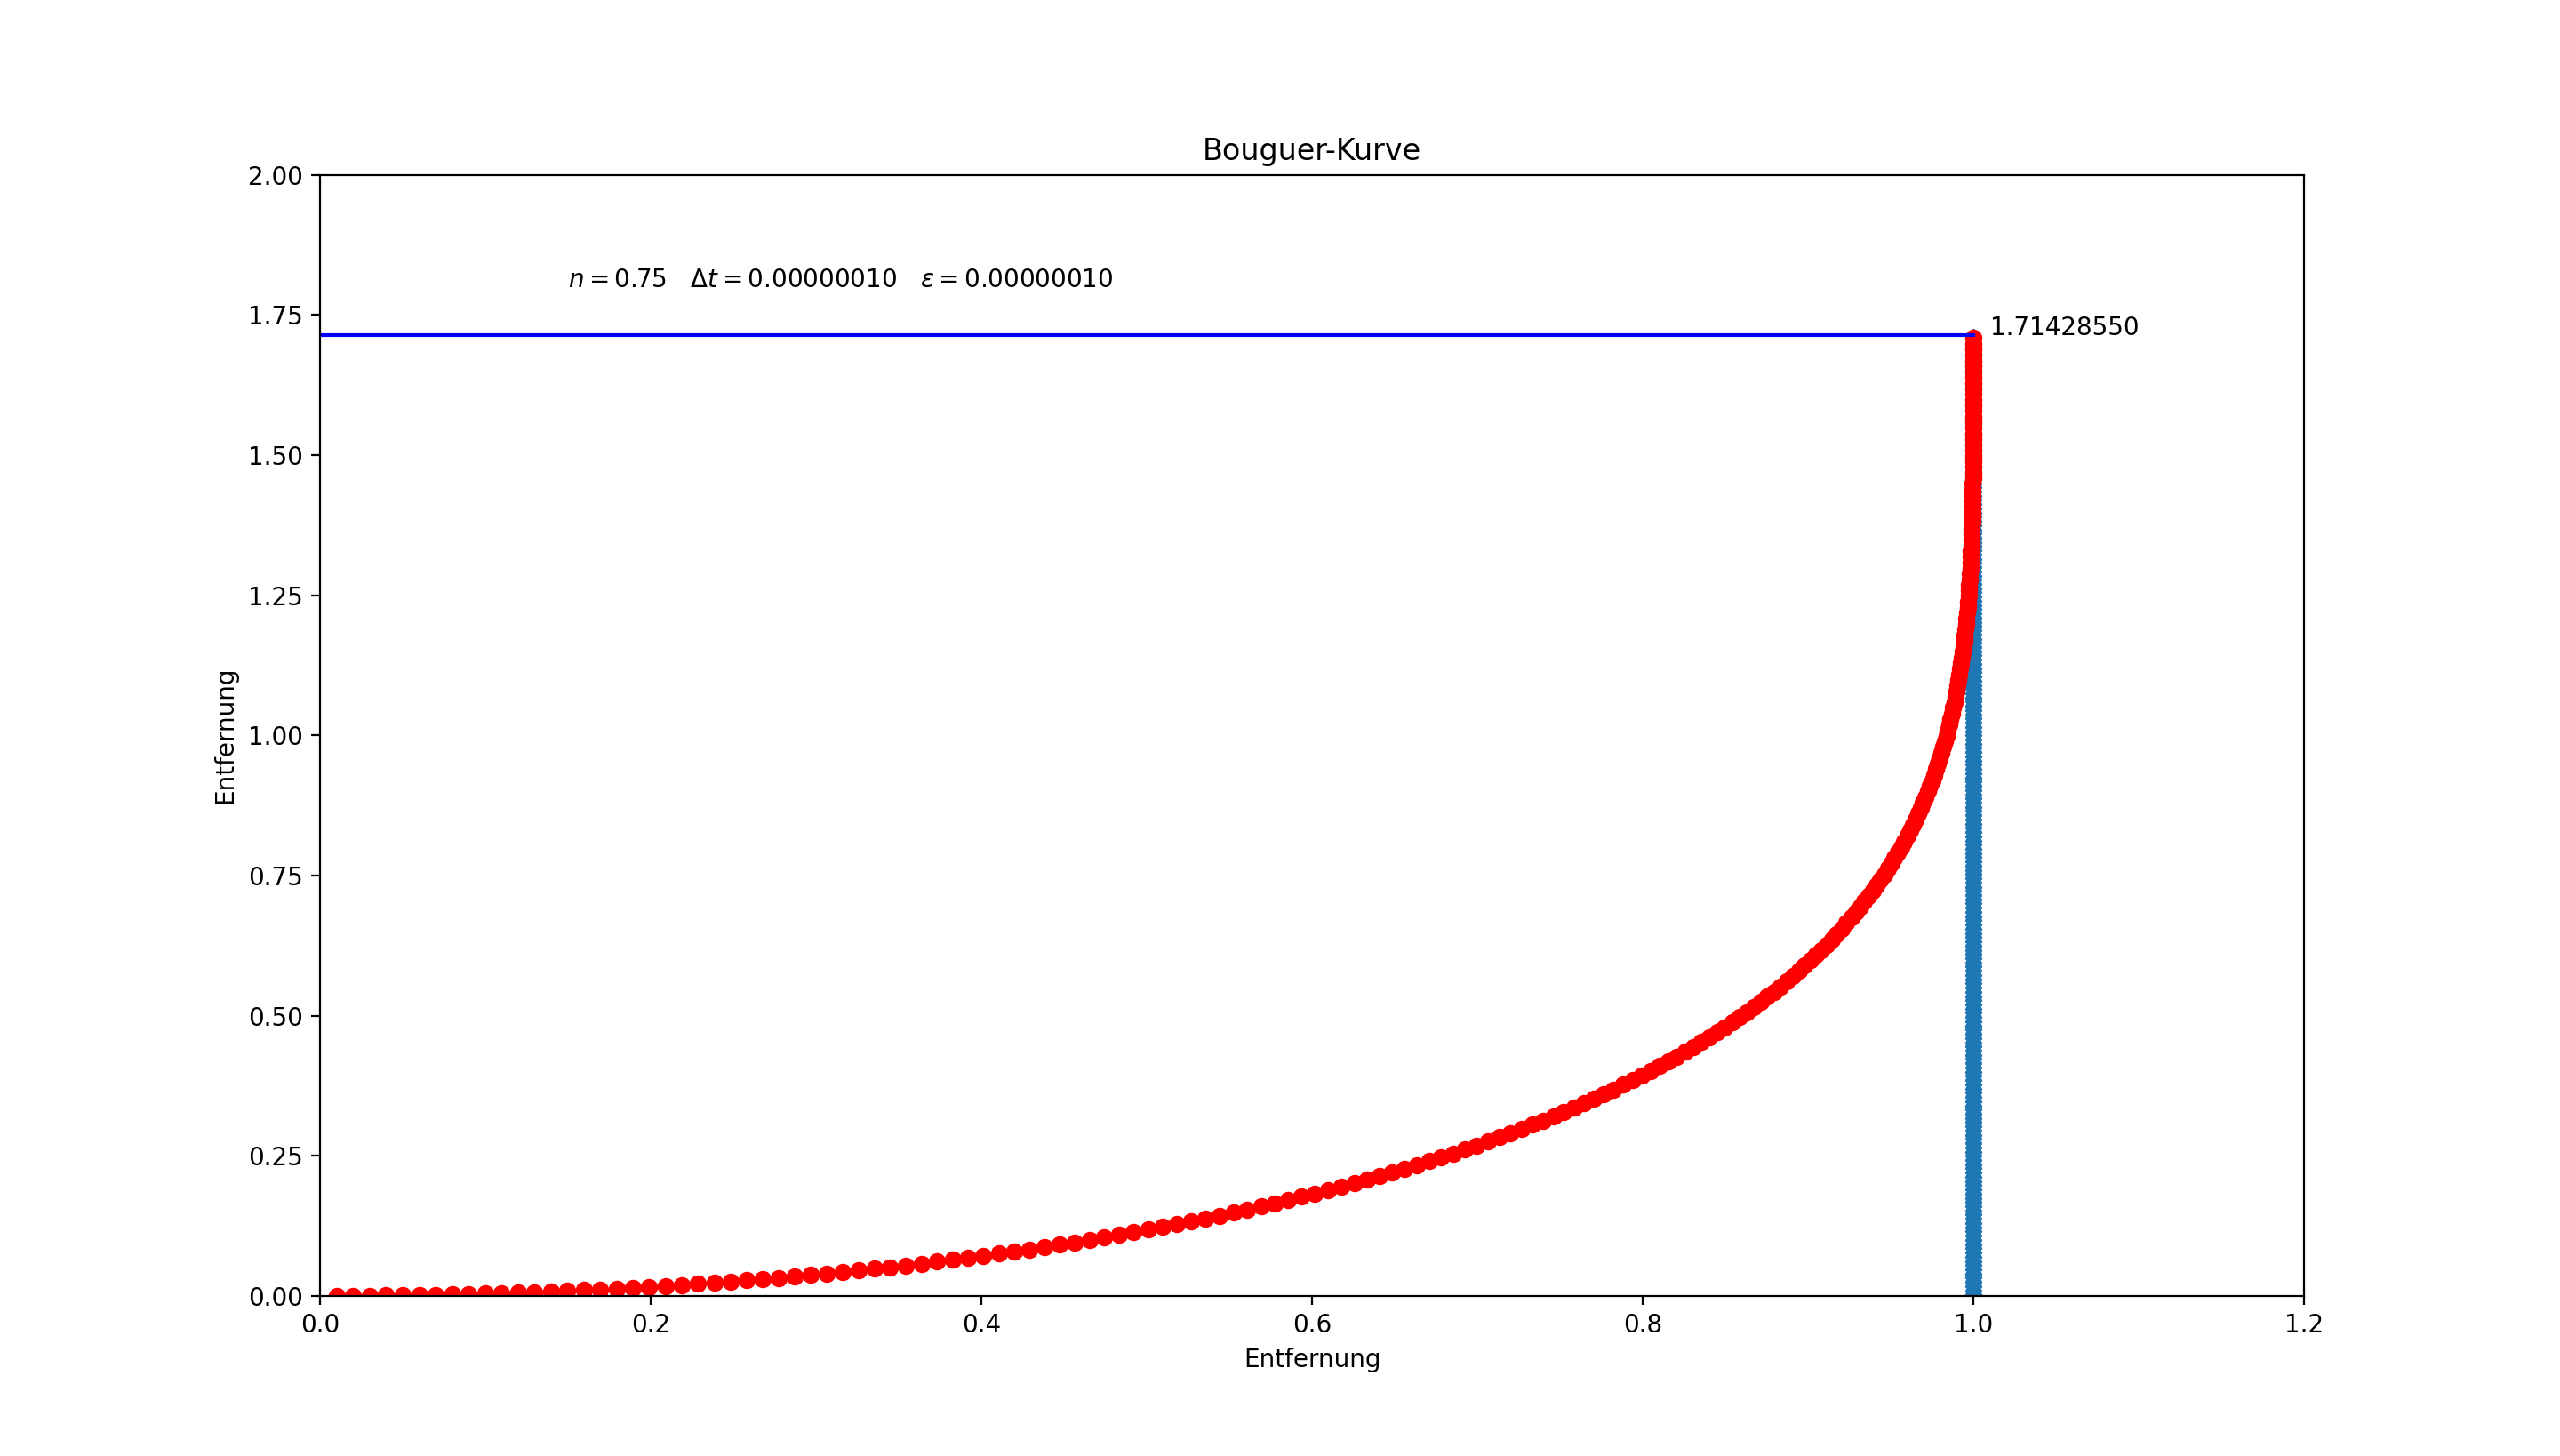 Bouguer-Kurve
2.00
n = 0.75 Δt = 0.00000010 ε = 0.00000010
1.75
1.71428550
1.50
1.25
1.00
0.75
0.50
0.25
0.00
Entfernung
0.0 0.2 0.4 0.6 0.8 1.0 1.2
Entfernung